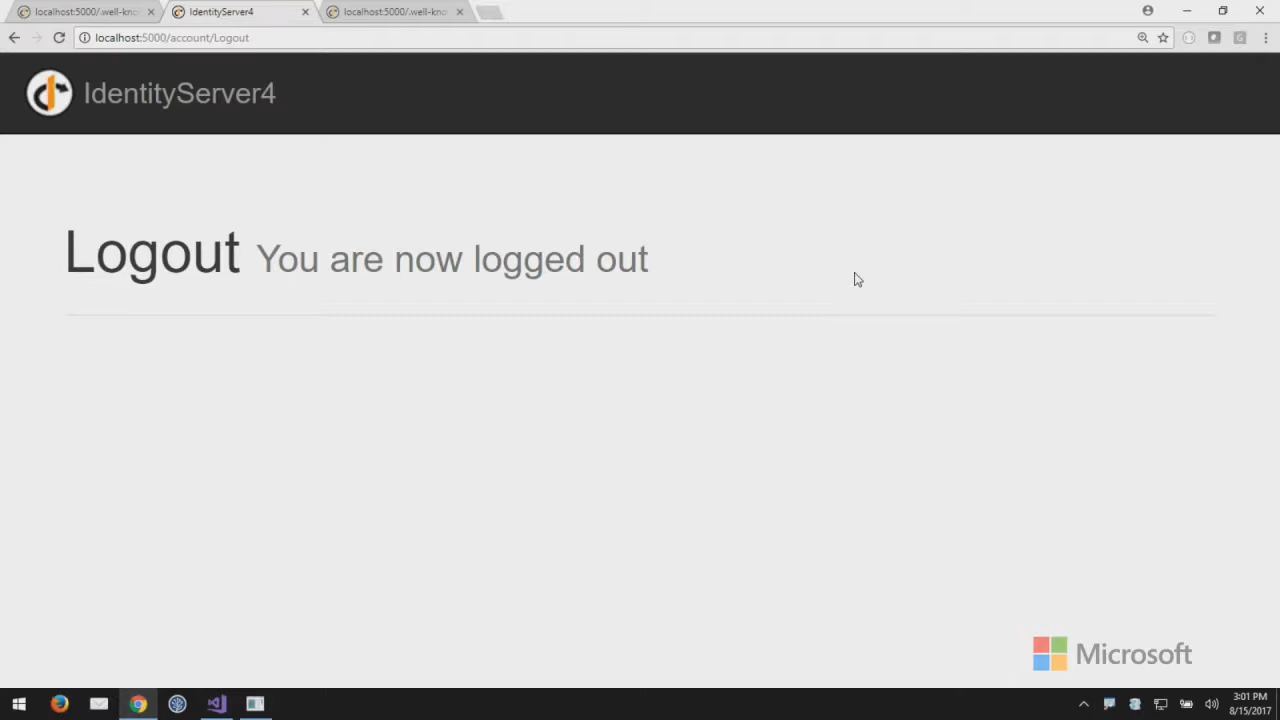 localhost:5000/.well-kno
IdentityServer4
localhost:5000/.well-kno
localhost:5000/account/Logout
IdentityServer4
Logout You are now logged out
Microsoft
3:01 PM
8/15/2017